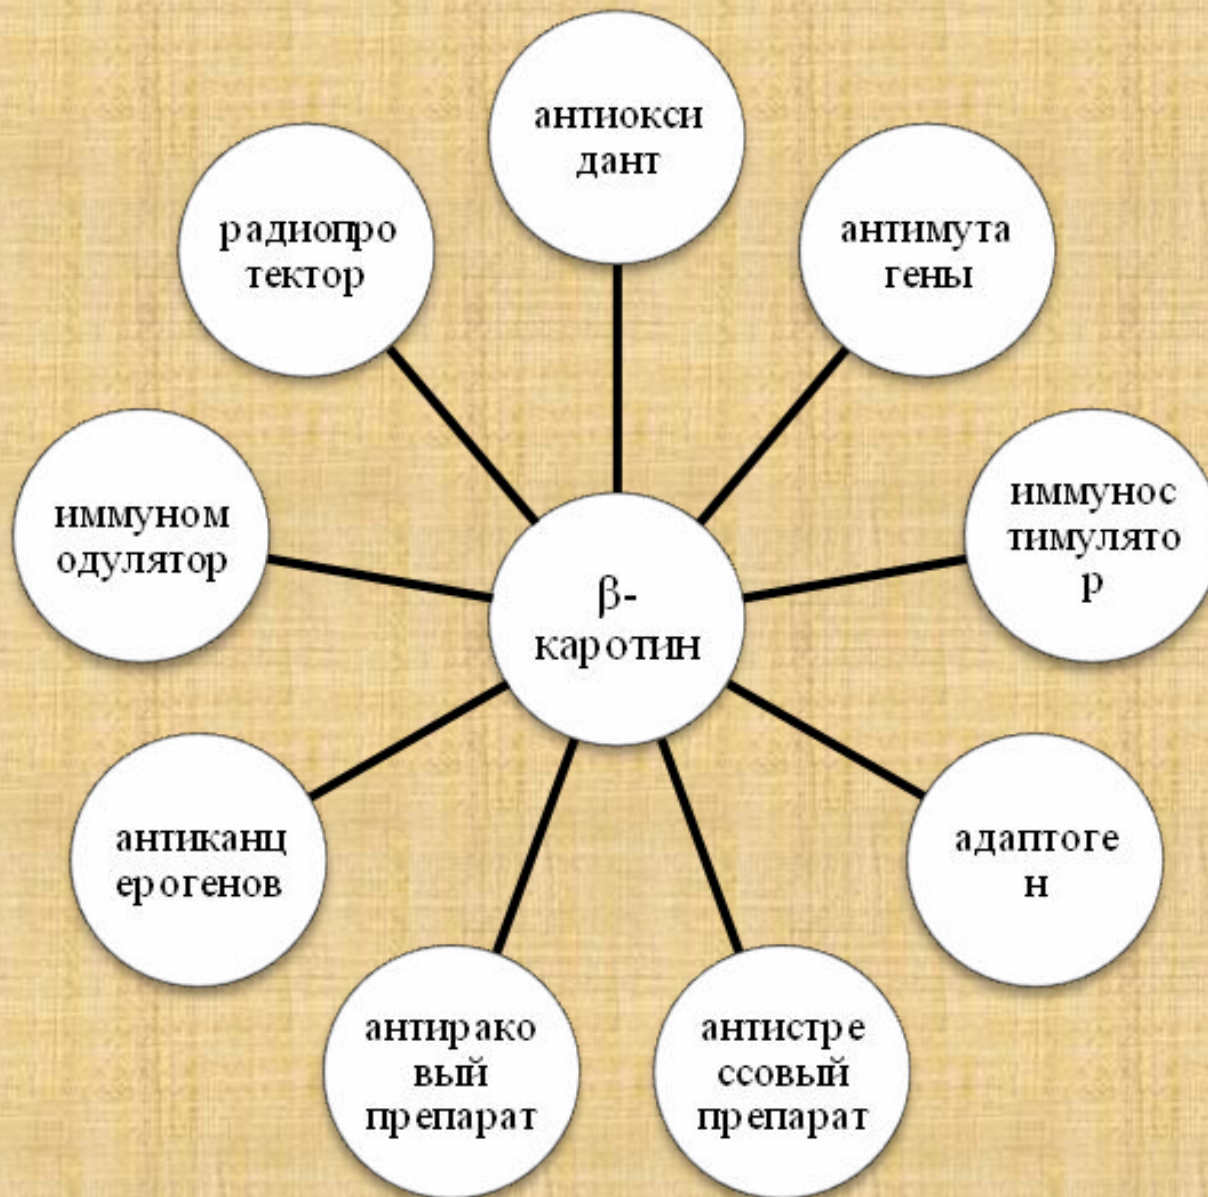 антиокси
дант
радиопро
тектор
антимута
гены
иммуном
одулятор
иммунос
тимулято
р
β-
каротин
антиканц
ерогенов
адаптоге
н
антирако
вый
препарат
антистре
ссовый
препарат